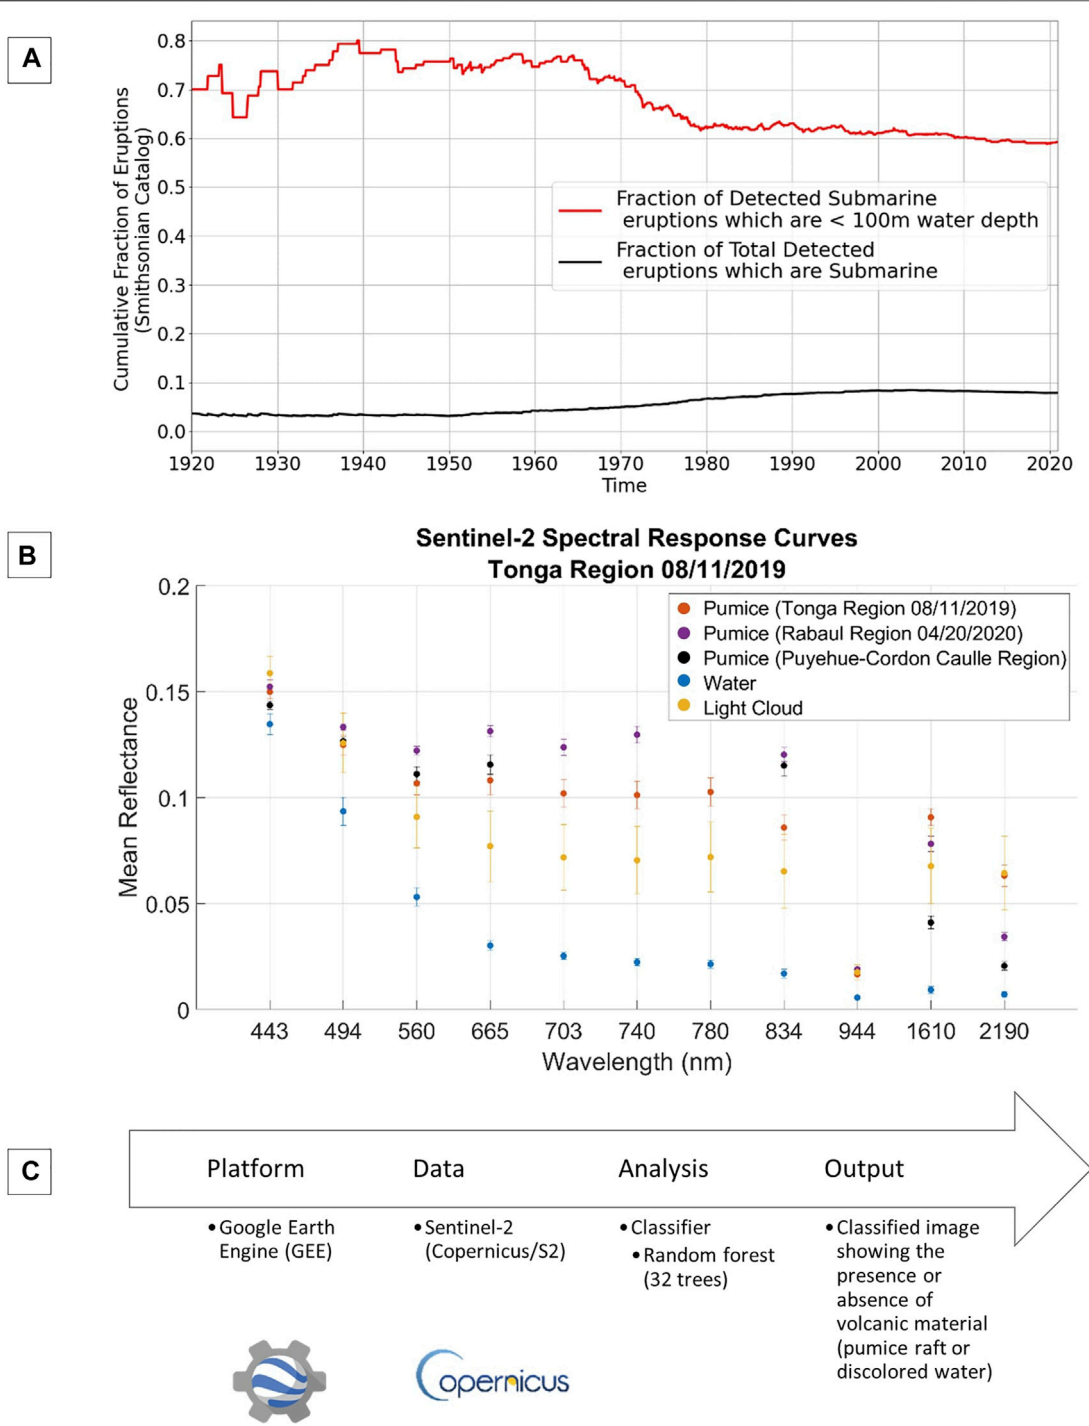 A
Cumulative Fraction of Eruptions
(Smithsonian Catalog)
0.8
0.7
0.6
0.5
0.4
0.3
0.2
0.1
0.0
Fraction of Detected Submarine
eruptions which are < 100m water depth
Fraction of Total Detected
eruptions which are Submarine
1920 1930 1940 1950 1960 1970 1980 1990 2000 2010 2020
Time
B
Sentinel-2 Spectral Response Curves
Tonga Region 08/11/2019
Mean Reflectance
0.2
0.15
0.1
0.05
0
Pumice (Tonga Region 08/11/2019)
Pumice (Rabaul Region 04/20/2020)
Pumice (Puyehue-Cordon Caulle Region)
Water
Light Cloud
443 494 560 665 703 740 780 834 944 1610 2190
Wavelength (nm)
C
Platform
Data
Analysis
Output
•Google Earth
Engine (GEE)
•Sentinel-2
(Copernicus/S2)
•Classifier
•Random forest
(32 trees)
•Classified image
showing the
presence or
absence of
volcanic material
(pumice raft or
discolored water)
opernicus